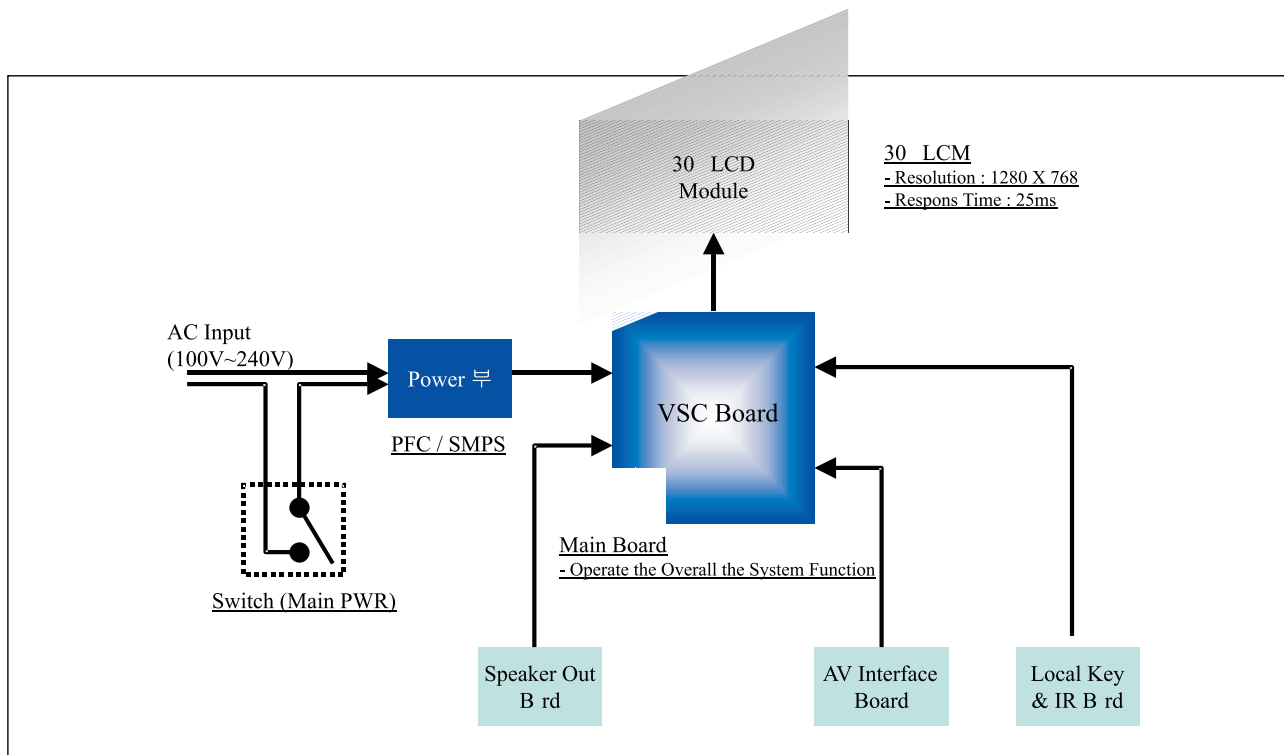 30 LCD
Module
30 LCM
- Resolution : 1280 X 768
- Respons Time : 25ms
AC Input
(100V~240V)
Power 부
VSC Board
PFC / SMPS
Main Board
- Operate the Overall the System Function
Switch (Main PWR)
Speaker Out
B rd
AV Interface
Board
Local Key
& IR B rd